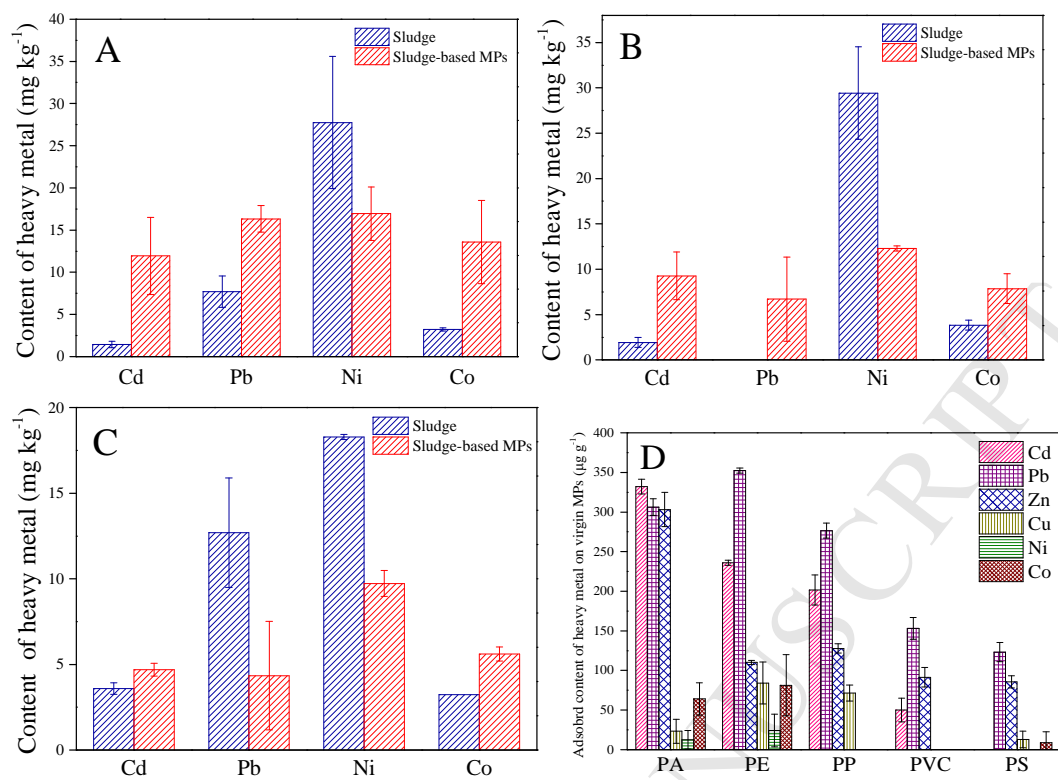 A
Sludge
Sludge-based MPs
Content of heavy metal (mg kg⁻¹)
40
35
30
25
20
15
10
5
0
Cd Pb Ni Co
B
Sludge
Sludge-based MPs
Content of heavy metal (mg kg⁻¹)
35
30
25
20
15
10
5
0
Cd Pb Ni Co
C
Sludge
Sludge-based MPs
Content of heavy metal (mg kg⁻¹)
20
15
10
5
0
Cd Pb Ni Co
D
Cd
Pb
Zn
Cu
Ni
Co
Adsobrd content of heavy metal on virgin MPs (μg g⁻¹)
400
350
300
250
200
150
100
50
0
PA PE PP PVC PS
NUSCRIPT